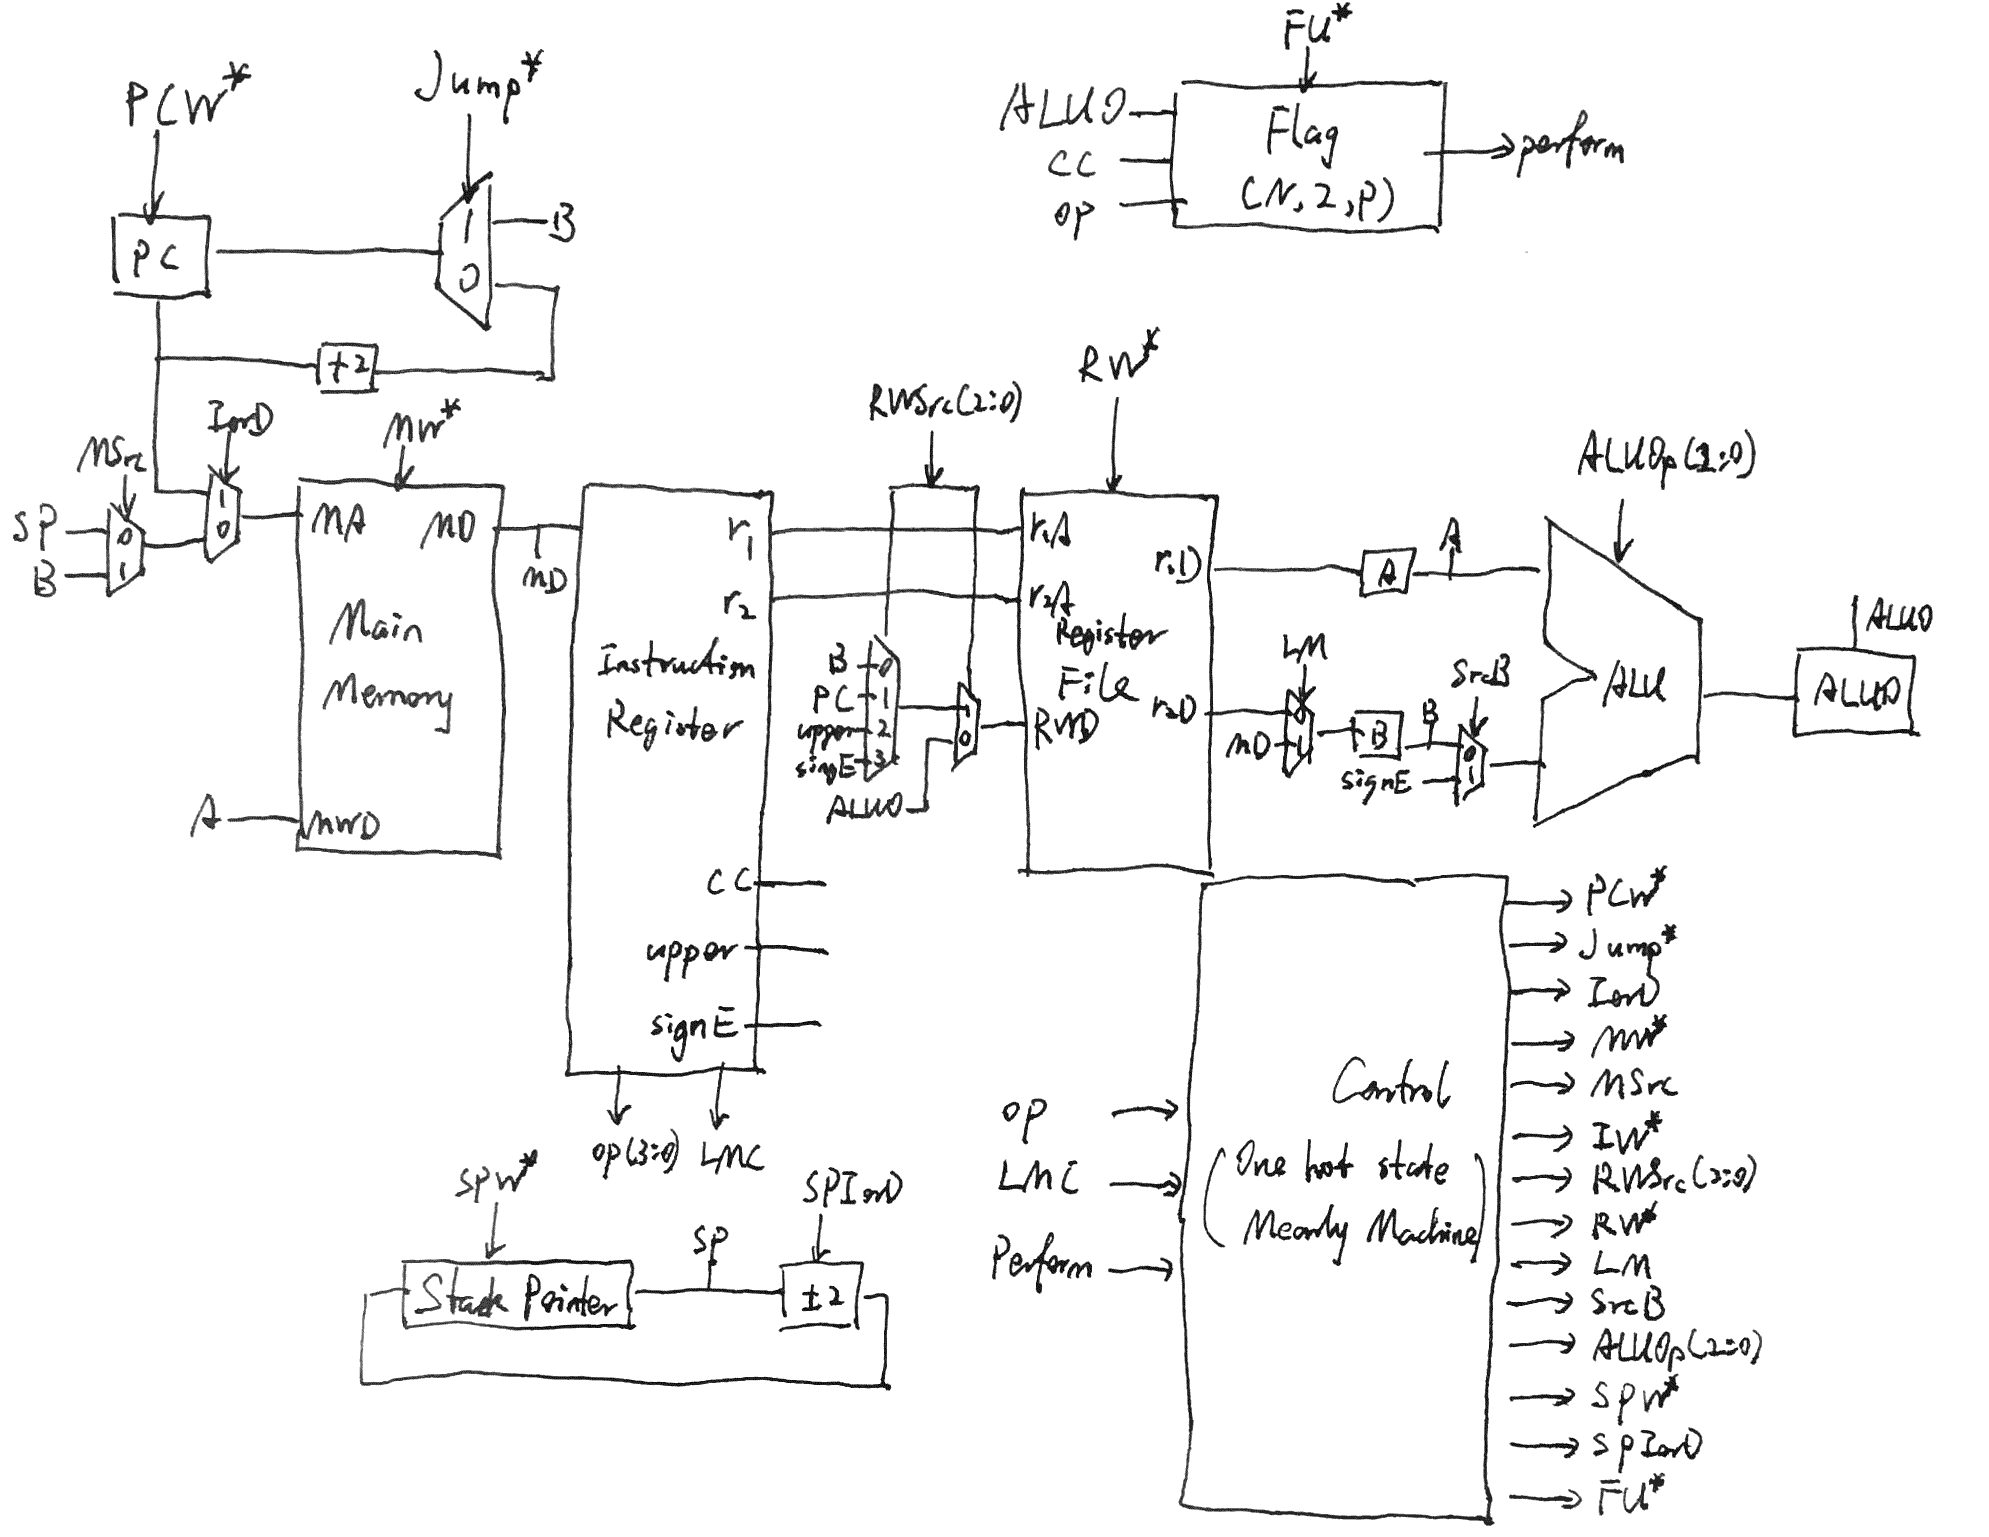 PCW*
Jump*
FU*
ALUO
CC
OP
Flag
(N,Z,P)
perform
PC
1
0
B
+2
MSrc
IorD
MW*
SP
B
0
1
1
0
MA
MD
Main
Memory
A
MWD
MD
r1
r2
Instruction
Register
CC
upper
signE
op(3:0)
LMC
RWSrc(2:0)
B
PC
upper
singE
0
1
2
3
ALUO
1
0
RW*
r1A
r2A
Register
File
RWD
r1D
r2D
LM
MD
0
1
A
A
B
B
signE
SrcB
0
1
ALUOp(2:0)
ALU
ALUO
ALUO
SPW*
Stack Pointer
SP
SPIorD
±2
OP
LMC
Perform
Control
(One hot state
Mealy Machine)
PCW*
Jump*
IorD
MW*
MSrc
IW*
RWSrc(2:0)
RW*
LM
SrcB
ALUOp(2:0)
SPW*
SPIorD
FU*